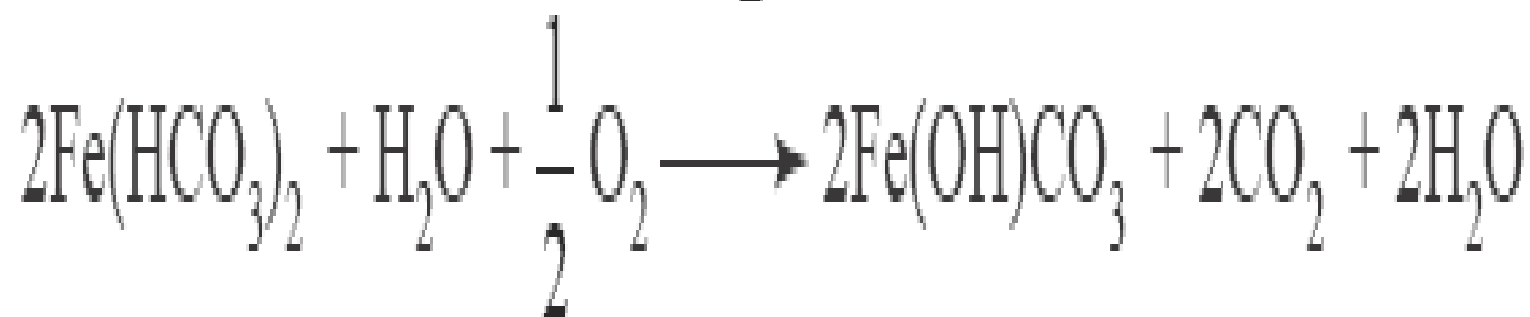 2Fe(HCO₃)₂ + H₂O + 1/2 O₂ ⟶ 2Fe(OH)CO₃ + 2CO₂ + 2H₂O